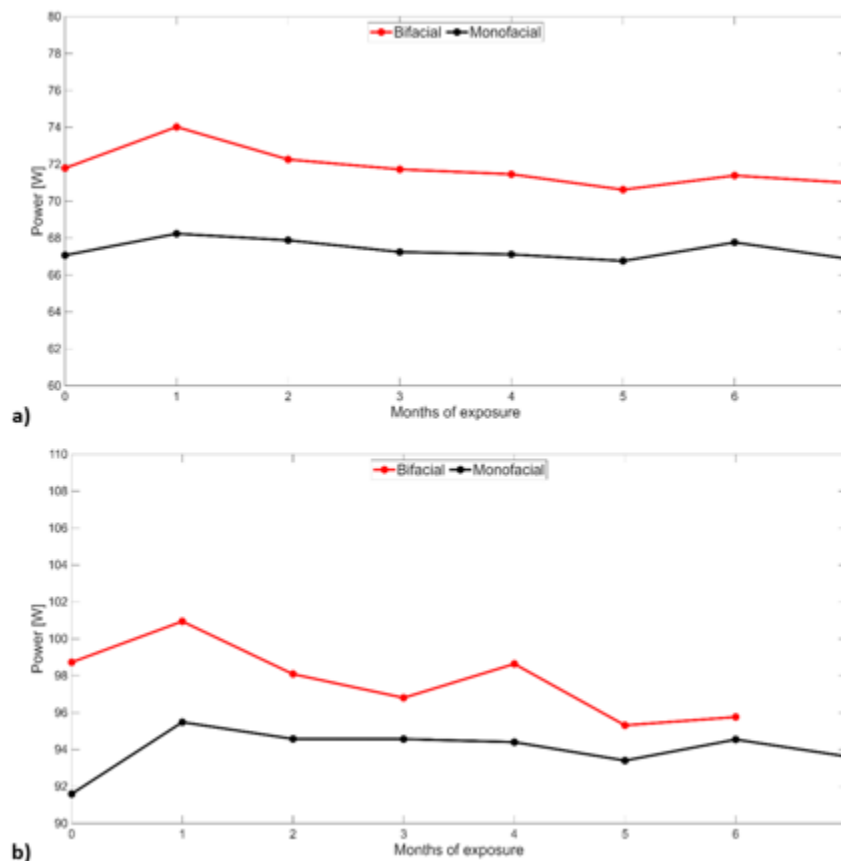 80
Bifacial Monofacial
78
76
74
72
70
68
66
64
62
60
Power [W]
0 1 2 3 4 5 6
Months of exposure
a)
110
Bifacial Monofacial
108
106
104
102
100
98
96
94
92
90
Power [W]
0 1 2 3 4 5 6
Months of exposure
b)